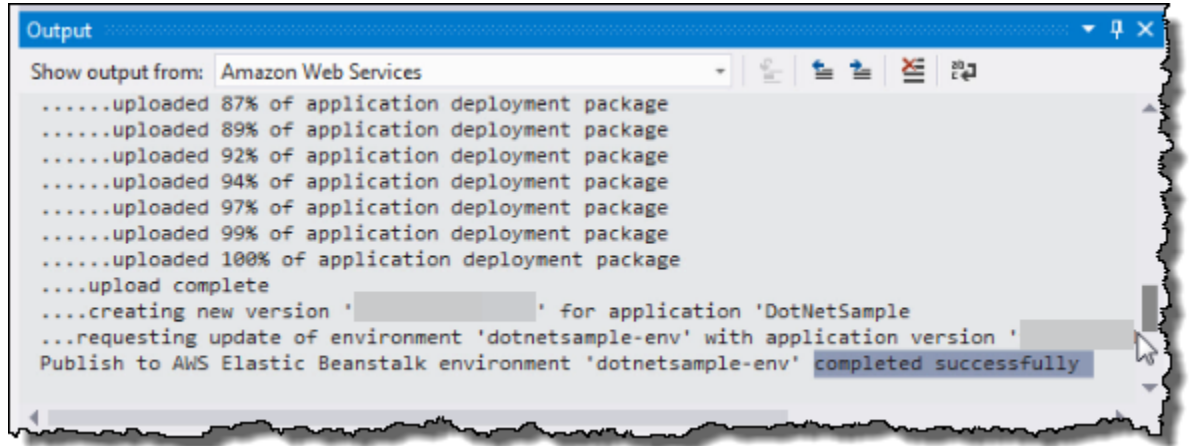 Output
Show output from: Amazon Web Services
......uploaded 87% of application deployment package
......uploaded 89% of application deployment package
......uploaded 92% of application deployment package
......uploaded 94% of application deployment package
......uploaded 97% of application deployment package
......uploaded 99% of application deployment package
......uploaded 100% of application deployment package
....upload complete
....creating new version ' ' for application 'DotNetSample
...requesting update of environment 'dotnetsample-env' with application version '
Publish to AWS Elastic Beanstalk environment 'dotnetsample-env' completed successfully